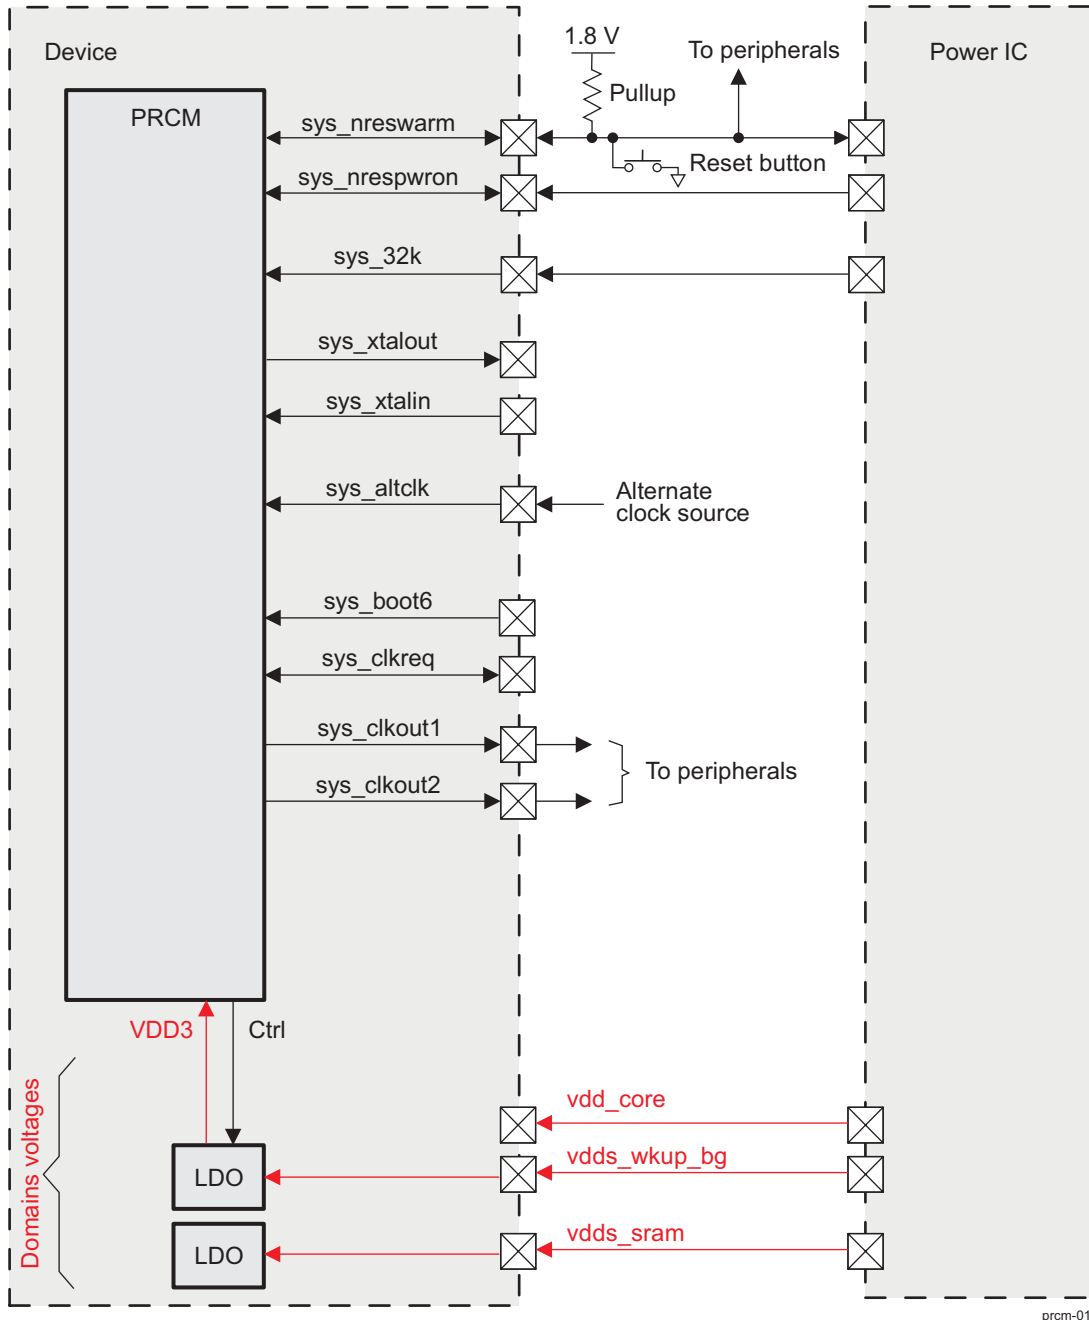 Device
1.8 V
To peripherals
Power IC
Pullup
PRCM
sys_nreswarm
Reset button
sys_nrespwron
sys_32k
sys_xtalout
sys_xtalin
sys_altclk
Alternate
clock source
sys_boot6
sys_clkreq
sys_clkout1
To peripherals
sys_clkout2
VDD3
Ctrl
Domains voltages
vdd_core
vdds_wkup_bg
LDO
vdds_sram
LDO
prcm-01